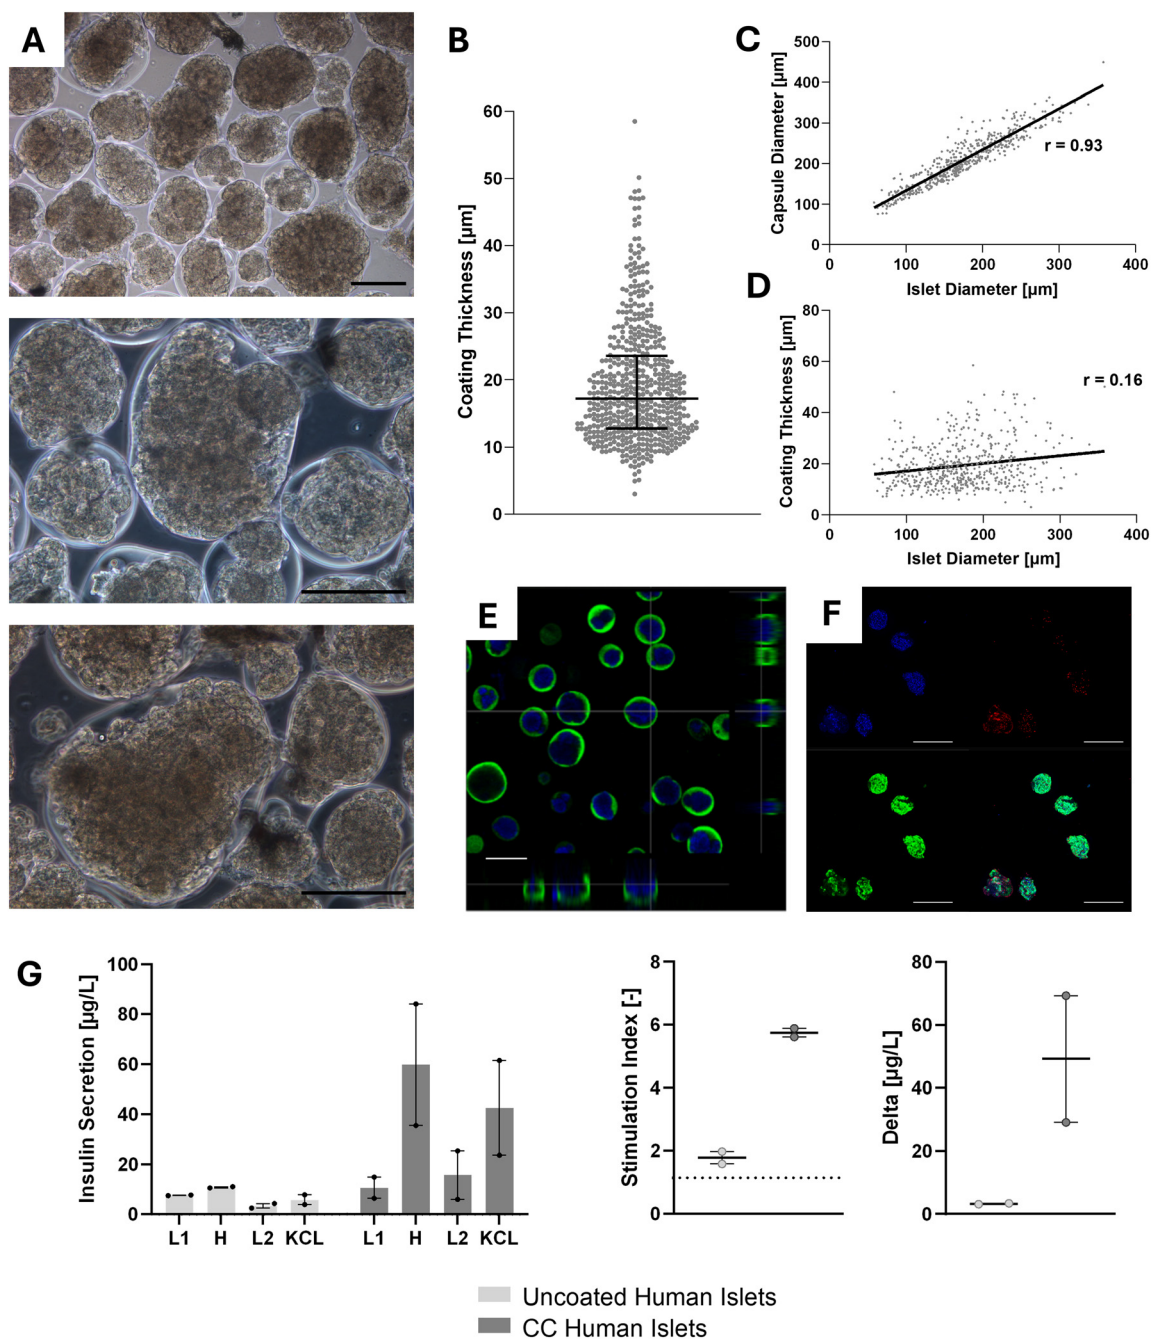 A
B
Coating Thickness [µm]
60
50
40
30
20
10
0
C
Capsule Diameter [µm]
500
400
300
200
100
0
r = 0.93
100
200
300
400
Islet Diameter [µm]
D
Coating Thickness [µm]
80
60
40
20
0
r = 0.16
0
100
200
300
400
Islet Diameter [µm]
E
F
G
Insulin Secretion [µg/L]
100
80
60
40
20
0
L1 H L2 KCL L1 H L2 KCL
Stimulation Index [-]
8
6
4
2
0
Delta [µg/L]
80
60
40
20
0
Uncoated Human Islets
CC Human Islets